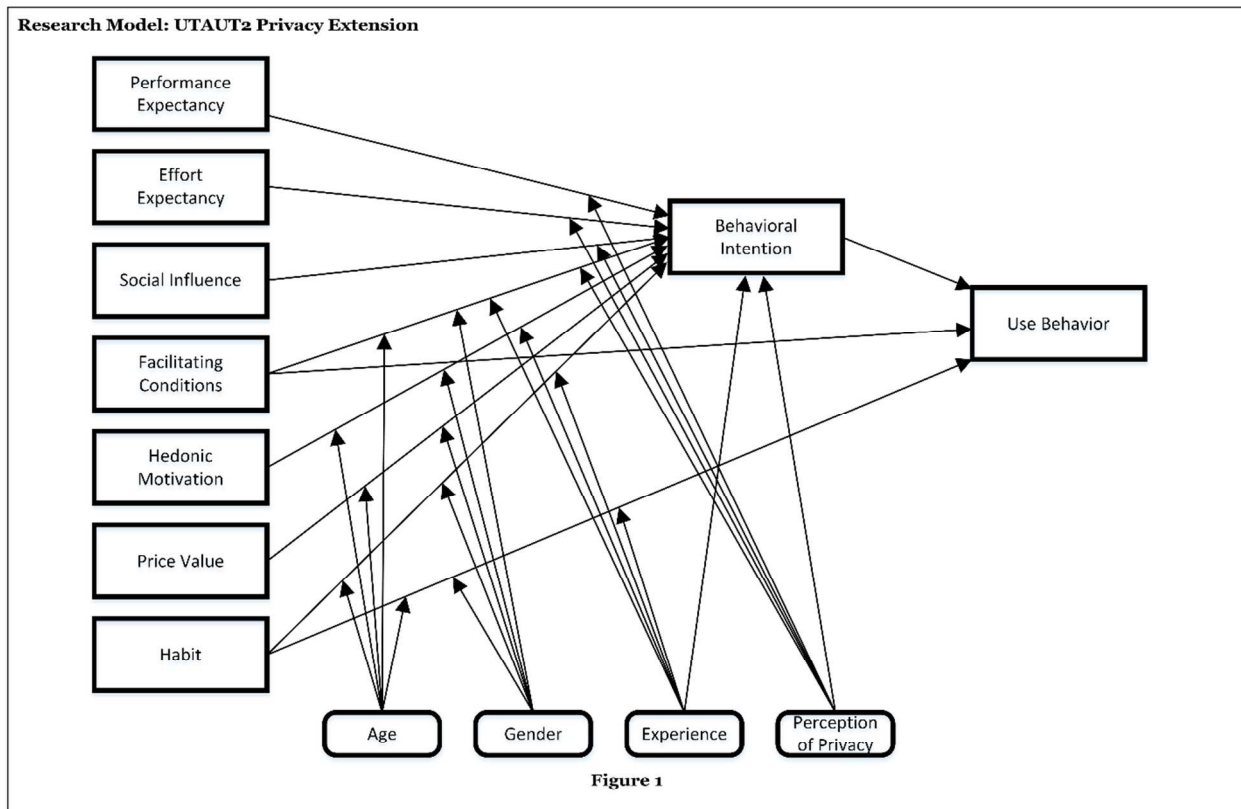 Research Model: UTAUT2 Privacy Extension
Performance
Expectancy
Effort
Expectancy
Social Influence
Facilitating
Conditions
Hedonic
Motivation
Price Value
Habit
Behavioral
Intention
Use Behavior
Age
Gender
Experience
Perception
of Privacy
Figure 1